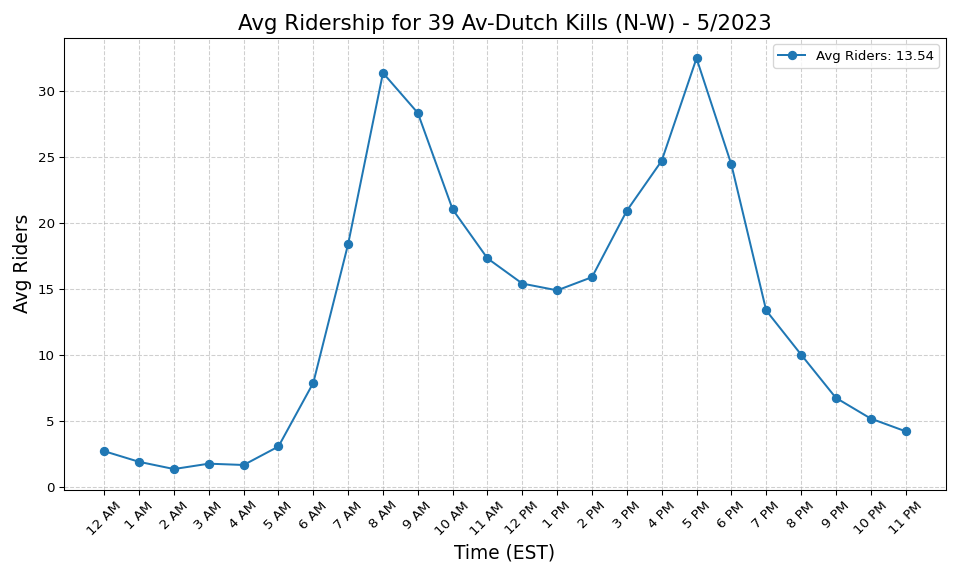 Avg Ridership for 39 Av-Dutch Kills (N-W) - 5/2023
Avg Riders: 13.54
Avg Riders
30
25
20
15
10
5
0
12 AM
1 AM
2 AM
3 AM
4 AM
5 AM
6 AM
7 AM
8 AM
9 AM
10 AM
11 AM
12 PM
1 PM
2 PM
3 PM
4 PM
5 PM
6 PM
7 PM
8 PM
9 PM
10 PM
11 PM
Time (EST)